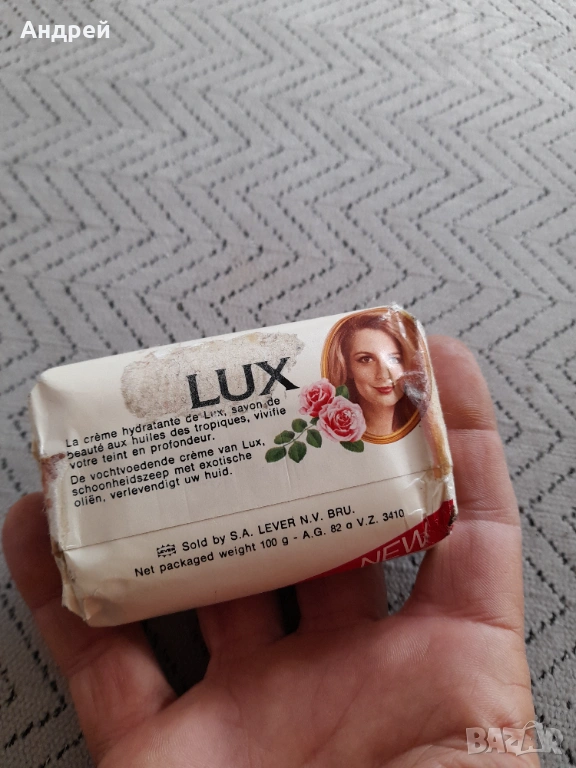 Андрей
LUX
La crème hydratante de Lux, savon de
beauté aux huiles des tropiques, vivifie
votre teint en profondeur.
De vochtvoedende crème van Lux,
schoonheidszeep met exotische
oliën, verlevendigt uw huid.
Sold by S.A. LEVER N.V. BRU.
Net packaged weight 100 g - A.G. 82 a V.Z. 3410
NEW
BAZAR